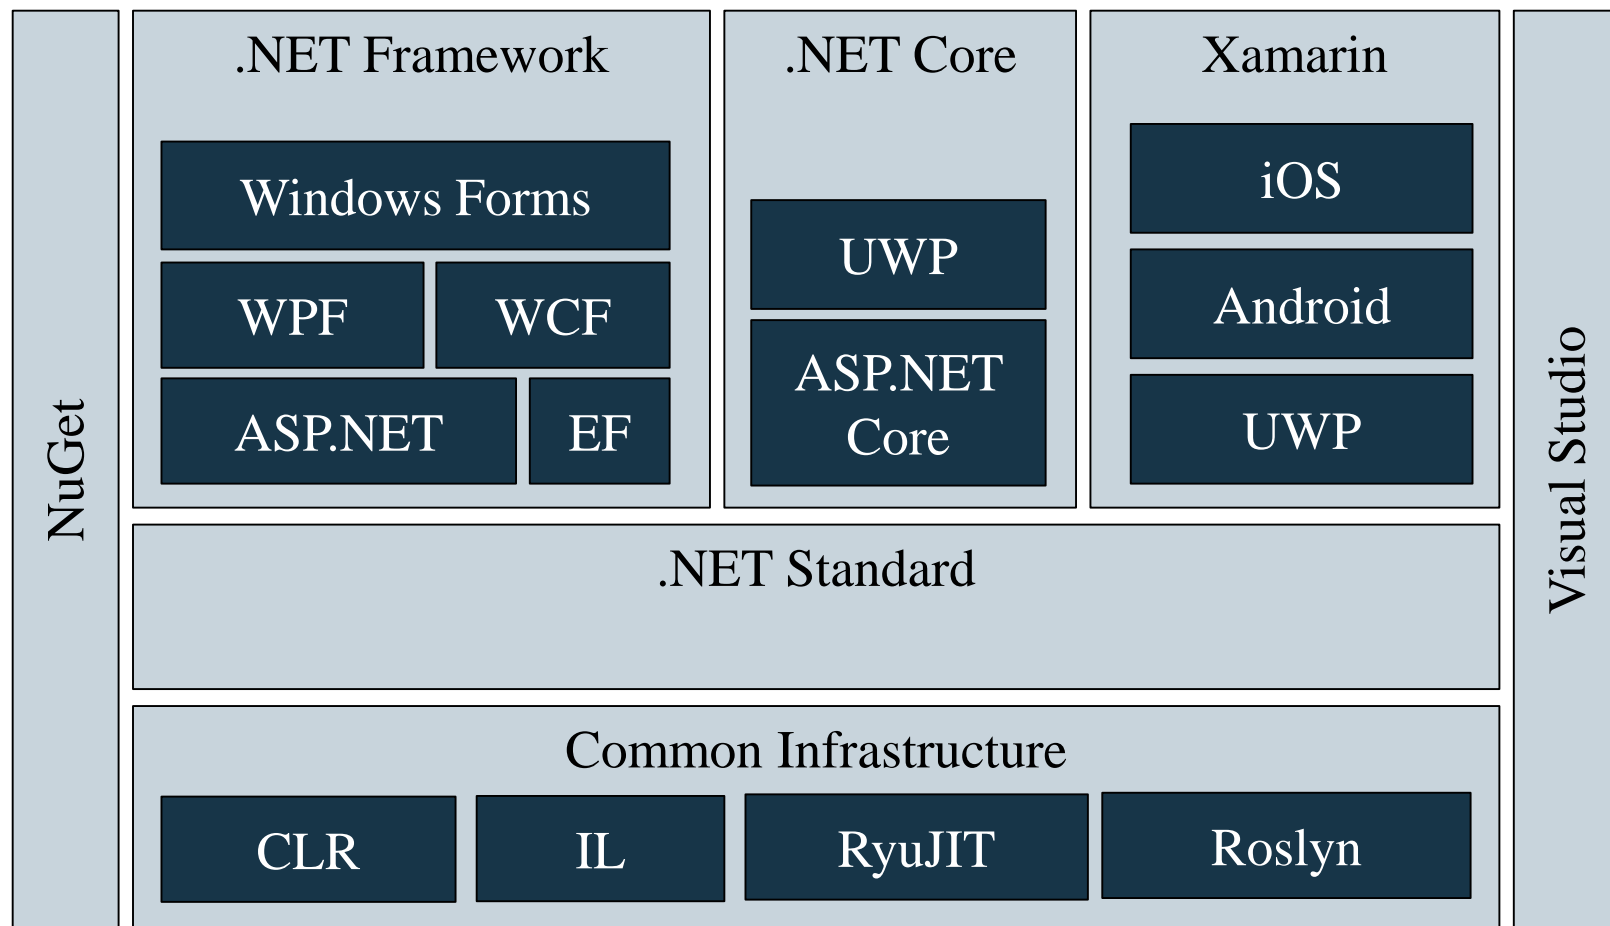 NuGet
.NET Framework
Windows Forms
WPF
WCF
ASP.NET
EF
.NET Core
UWP
ASP.NET
Core
Xamarin
iOS
Android
UWP
.NET Standard
Common Infrastructure
CLR
IL
RyuJIT
Roslyn
Visual Studio